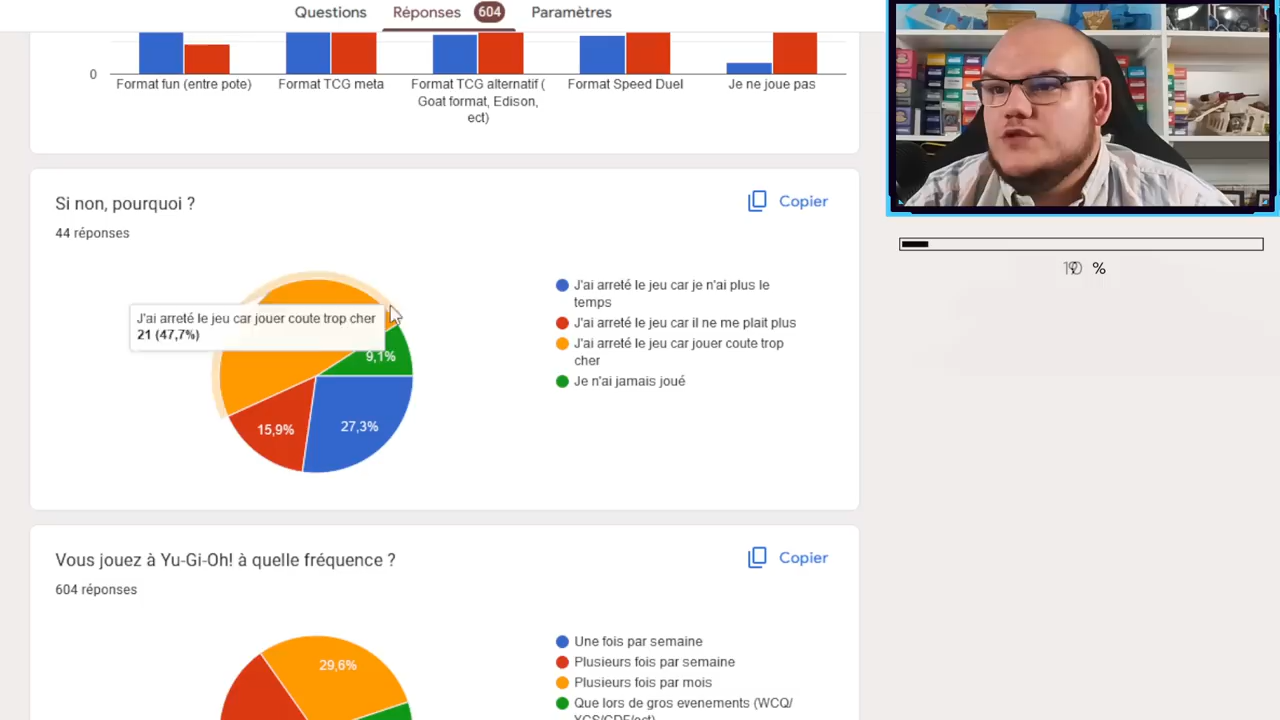 Questions
Réponses 604
Paramètres
0
Format fun (entre pote)
Format TCG meta
Format TCG alternatif (
Goat format, Edison,
ect)
Format Speed Duel
Je ne joue pas
Si non, pourquoi ?
Copier
44 réponses
J'ai arreté le jeu car jouer coute trop cher
21 (47,7%)
9,1%
15,9%
27,3%
J'ai arreté le jeu car je n'ai plus le
temps
J'ai arreté le jeu car il ne me plait plus
J'ai arreté le jeu car jouer coute trop
cher
Je n'ai jamais joué
%
Vous jouez à Yu-Gi-Oh! à quelle fréquence ?
Copier
604 réponses
29,6%
Une fois par semaine
Plusieurs fois par semaine
Plusieurs fois par mois
Que lors de gros evenements (WCQ/